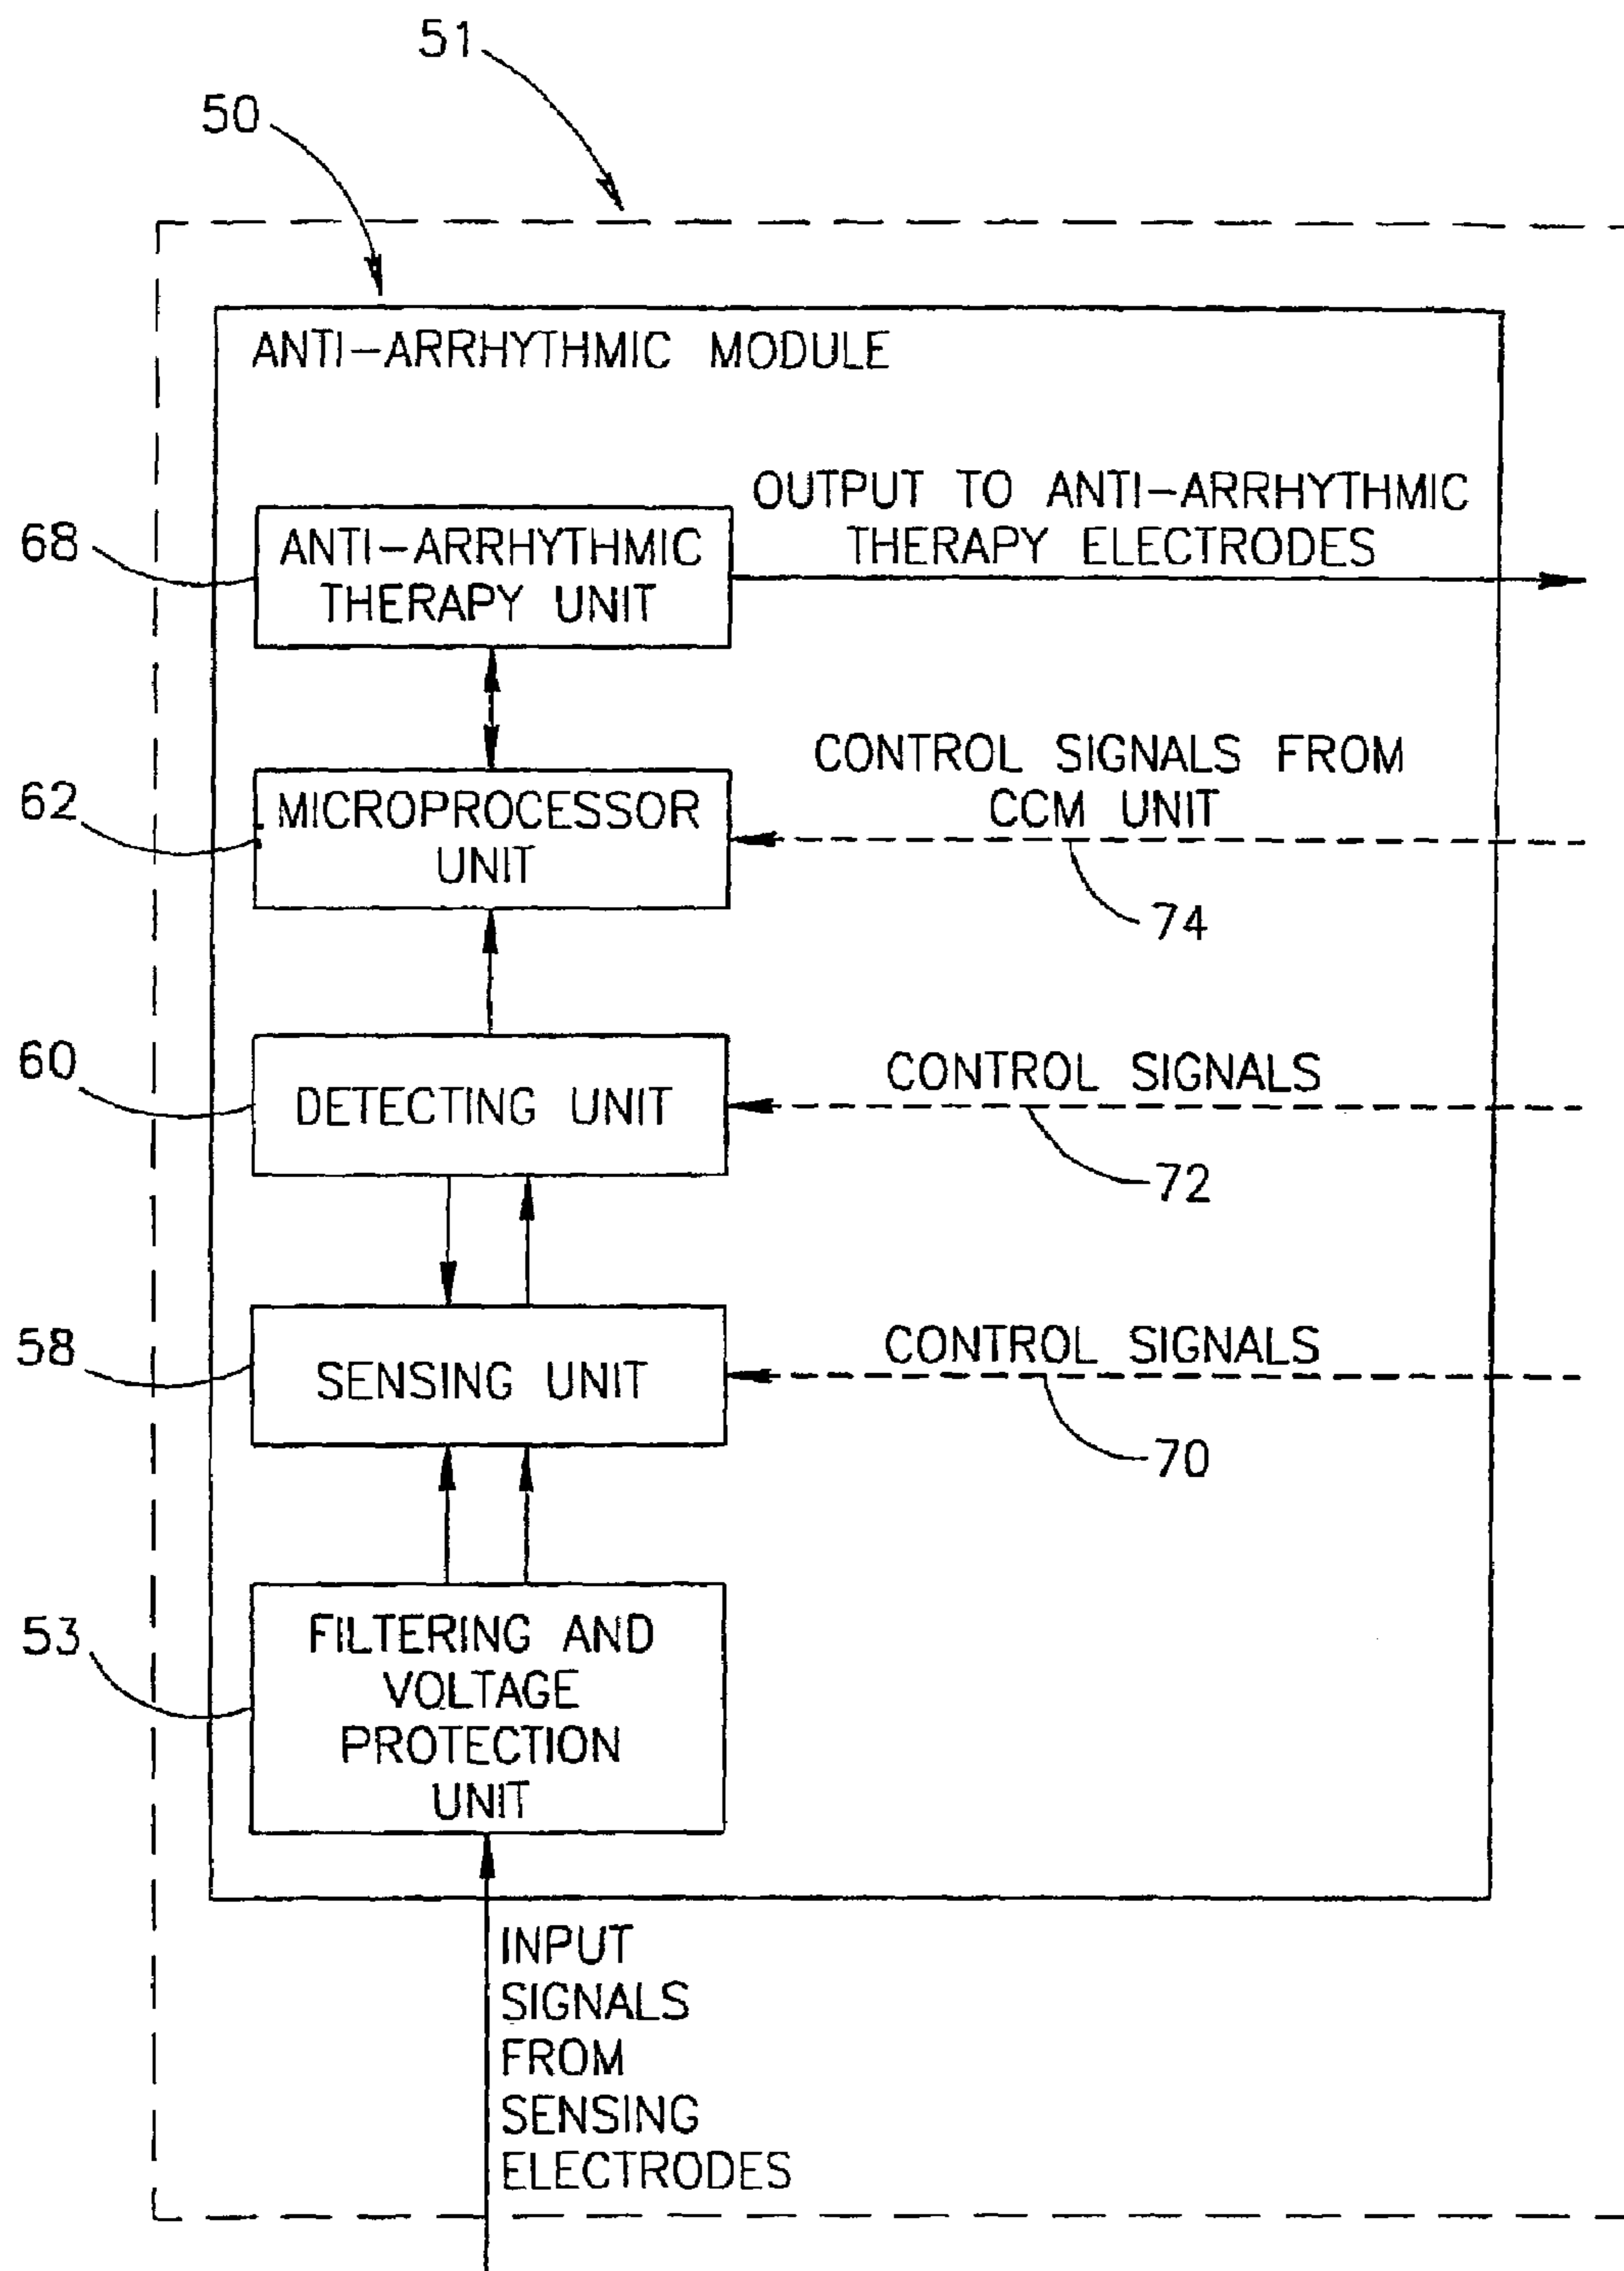 51
50
ANTI-ARRHYTHMIC MODULE
OUTPUT TO ANTI-ARRHYTHMIC
THERAPY ELECTRODES
68
ANTI-ARRHYTHMIC
THERAPY UNIT
CONTROL SIGNALS FROM
CCM UNIT
62
MICROPROCESSOR
UNIT
74
60
CONTROL SIGNALS
DETECTING UNIT
72
58
CONTROL SIGNALS
SENSING UNIT
70
53
FILTERING AND
VOLTAGE
PROTECTION
UNIT
INPUT
SIGNALS
FROM
SENSING
ELECTRODES